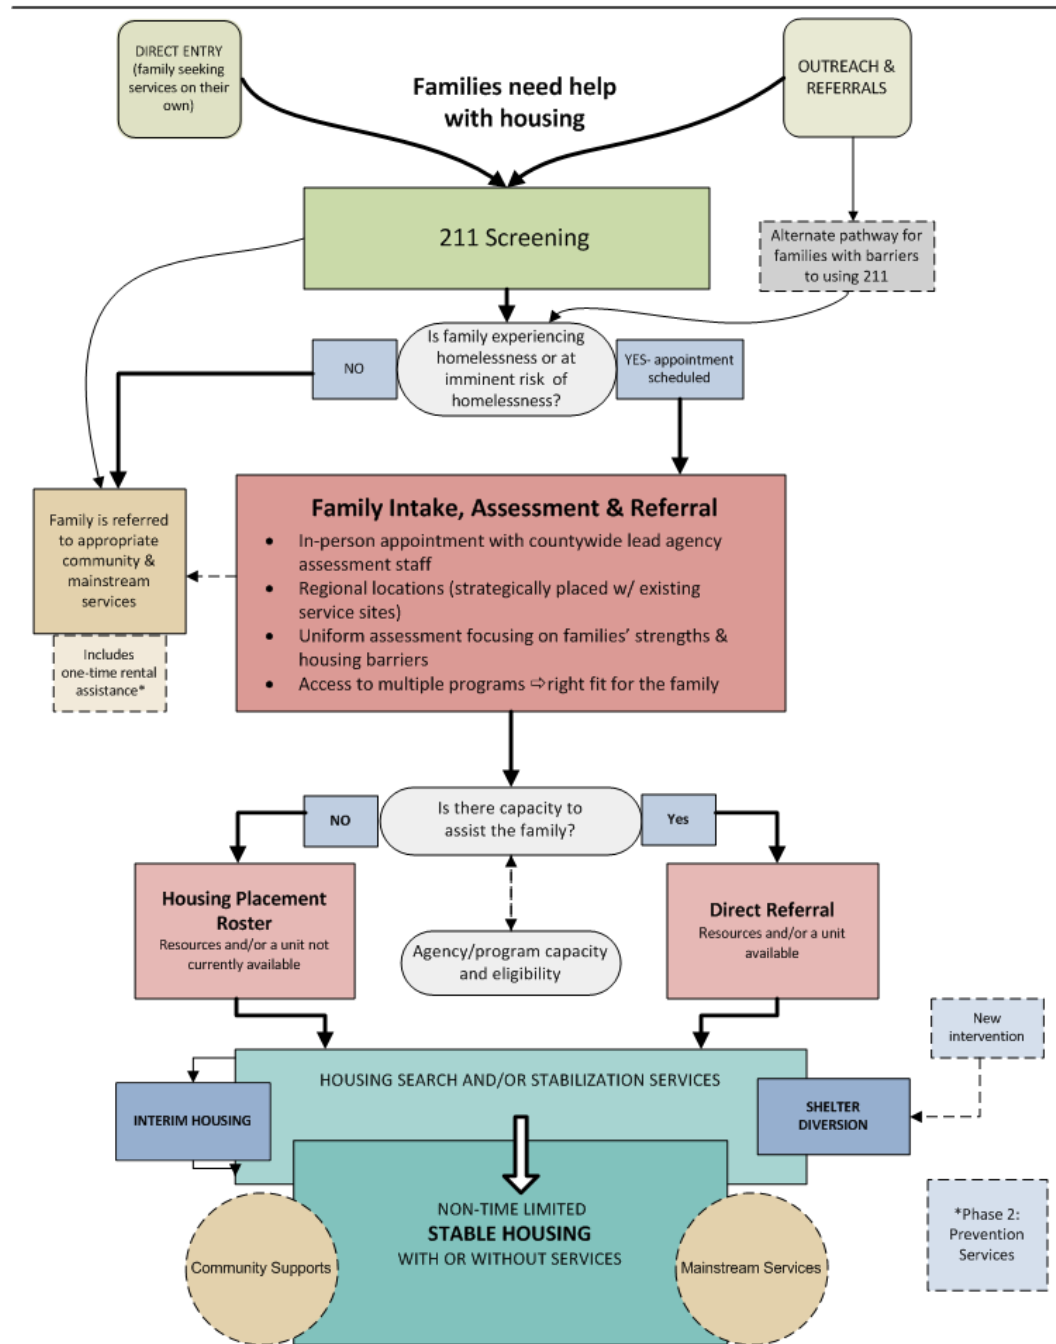 DIRECT ENTRY
(family seeking
services on their
own)
Families need help
with housing
OUTREACH &
REFERRALS
211 Screening
Alternate pathway for
families with barriers
to using 211
Is family experiencing
homelessness or at
imminent risk of
homelessness?
NO
YES- appointment
scheduled
Family is referred
to appropriate
community &
mainstream
services
Includes
one-time rental
assistance*
Family Intake, Assessment & Referral
• In-person appointment with countywide lead agency
assessment staff
• Regional locations (strategically placed w/ existing
service sites)
• Uniform assessment focusing on families’ strengths &
housing barriers
• Access to multiple programs ⇨right fit for the family
Is there capacity to
assist the family?
NO
Yes
Housing Placement
Roster
Resources and/or a unit not
currently available
Agency/program capacity
and eligibility
Direct Referral
Resources and/or a unit
available
New
intervention
HOUSING SEARCH AND/OR STABILIZATION SERVICES
INTERIM HOUSING
SHELTER
DIVERSION
NON-TIME LIMITED
STABLE HOUSING
WITH OR WITHOUT SERVICES
Community Supports
Mainstream Services
*Phase 2:
Prevention
Services